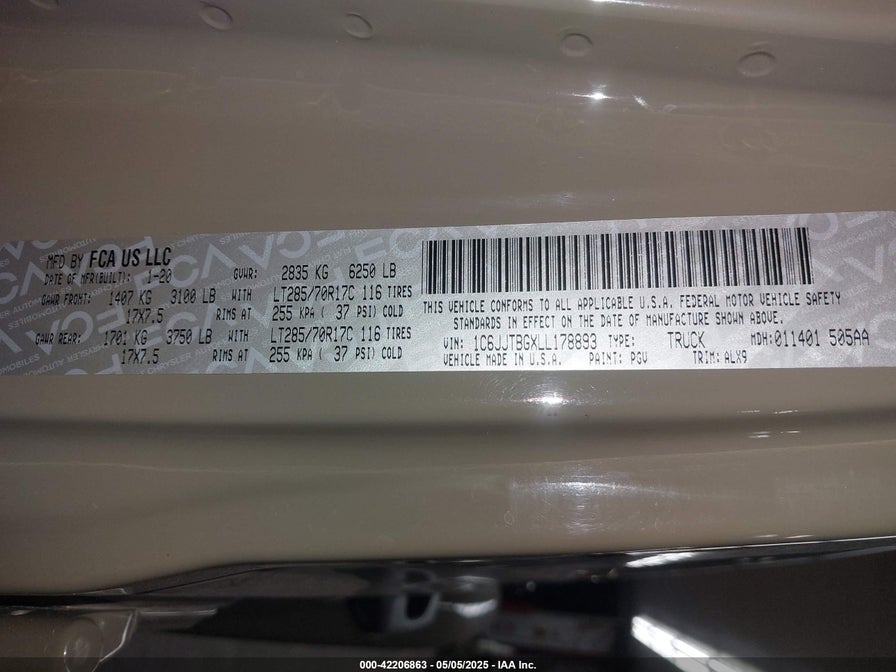 MFD BY FCA US LLC
DATE OF MFR(BUILT): 1-20 GVWR: 2835 KG 6250 LB
GAWR FRONT: 1407 KG 3100 LB WITH LT285/70R17C 116 TIRES
17X7.5 RIMS AT 255 KPA ( 37 PSI) COLD
GAWR REAR: 1701 KG 3750 LB WITH LT285/70R17C 116 TIRES
17X7.5 RIMS AT 255 KPA ( 37 PSI) COLD
THIS VEHICLE CONFORMS TO ALL APPLICABLE U.S.A. FEDERAL MOTOR VEHICLE SAFETY
STANDARDS IN EFFECT ON THE DATE OF MANUFACTURE SHOWN ABOVE.
VIN: 1C6JJTBGXLL178893 TYPE: TRUCK MDH:011401 505AA
VEHICLE MADE IN U.S.A. PAINT: PGV TRIM:ALX9
000-42206863 - 05/05/2025 - IAA Inc.